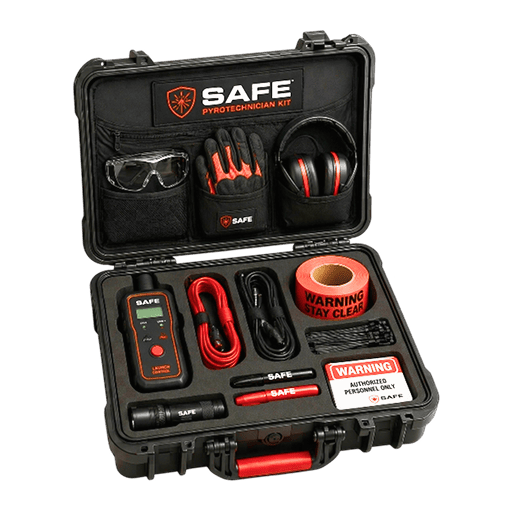 SAFE
PYROTECHNICIAN KIT
SAFE
SAFE
LAUNCH
WARNING
STAY CLEAR
SAFE
SAFE
SAFE
WARNING
AUTHORIZED
PERSONNEL ONLY
SAFE